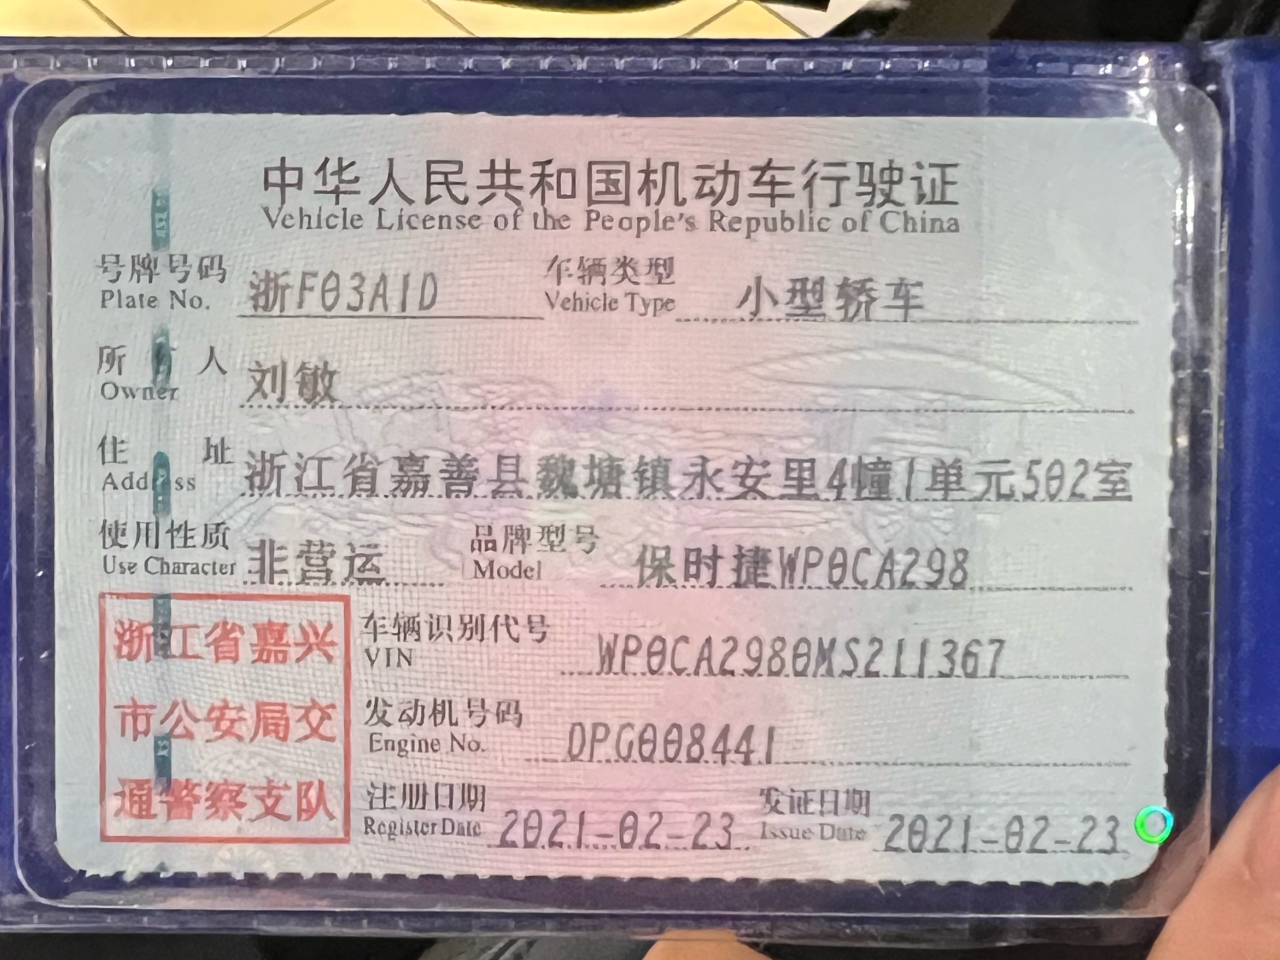 中华人民共和国机动车行驶证
Vehicle License of the People's Republic of China
号牌号码 浙F03A1D 车辆类型 小型轿车
Plate No. Vehicle Type
所有人 刘敏
Owner
住址 浙江省嘉善县魏塘镇永安里4幢1单元502室
Address
使用性质 非营运 品牌型号 保时捷WP0CA298
Use Character Model
浙江省嘉兴
市公安局交
通警察支队
车辆识别代号 WP0CA2980MS211367
VIN
发动机号码 DPG008441
Engine No.
注册日期 2021-02-23 发证日期 2021-02-23
Register Date Issue Date